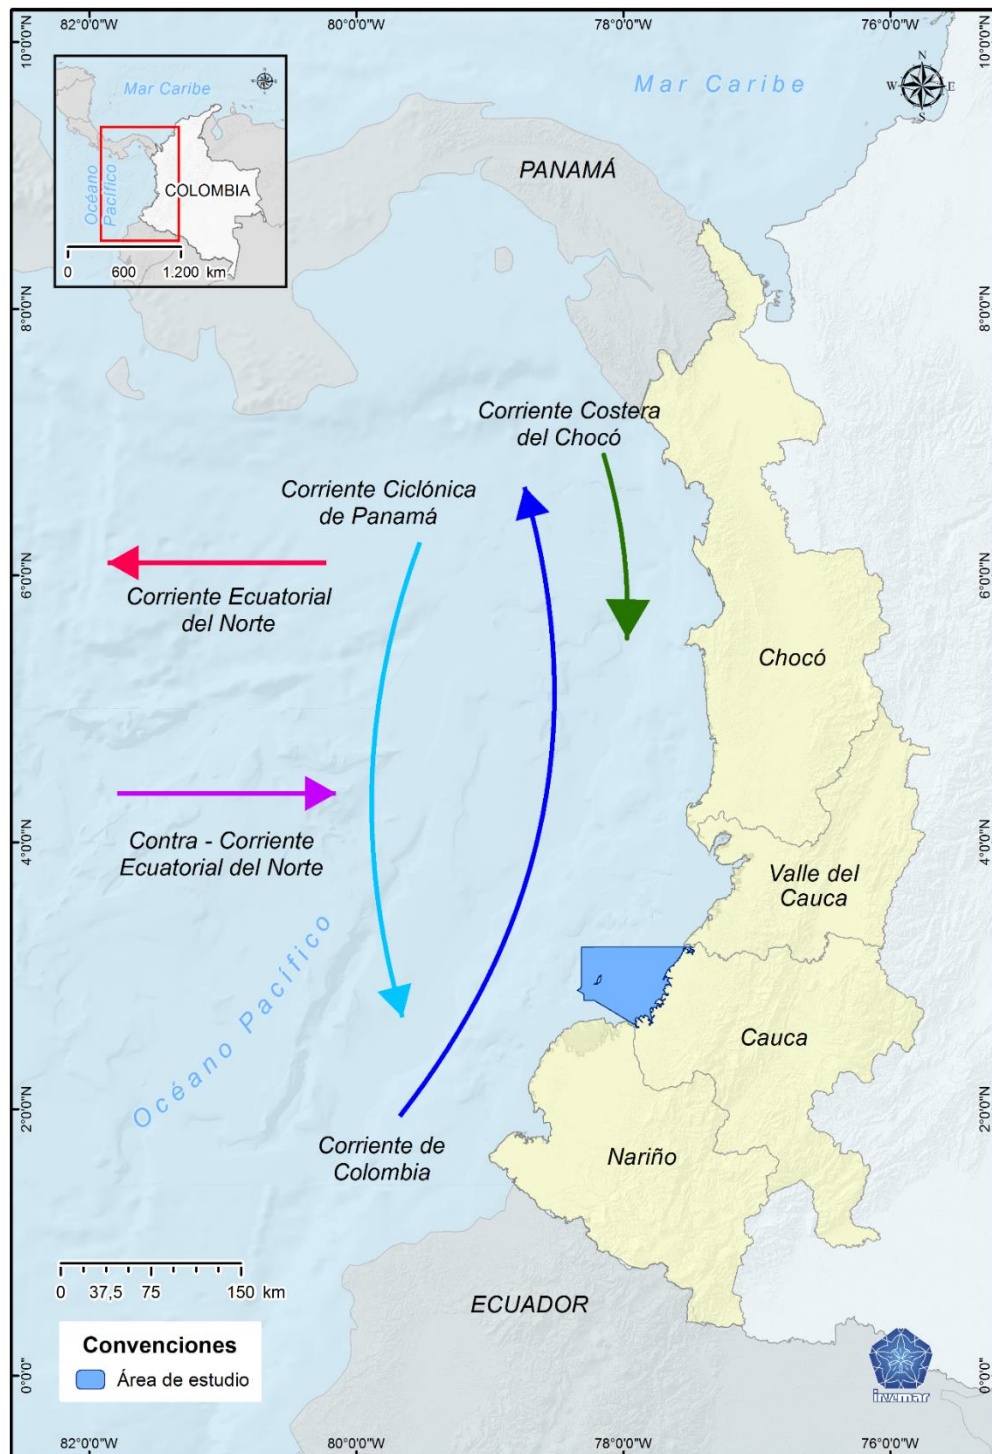 82°0'0"W
80°0'0"W
78°0'0"W
76°0'0"W
10°0'0"N
10°0'0"N
Mar Caribe
Océano
Pacífico
COLOMBIA
0
600
1.200 km
Mar Caribe
N
W
E
S
PANAMÁ
8°0'0"N
8°0'0"N
Corriente Costera
del Chocó
Corriente Ciclónica
de Panamá
6°0'0"N
6°0'0"N
Corriente Ecuatorial
del Norte
Chocó
4°0'0"N
4°0'0"N
Contra - Corriente
Ecuatorial del Norte
Valle del
Cauca
Océano Pacífico
Cauca
2°0'0"N
2°0'0"N
Corriente de
Colombia
Nariño
0
37,5
75
150 km
ECUADOR
Convenciones
Área de estudio
invemar
0°0'0"
0°0'0"
82°0'0"W
80°0'0"W
78°0'0"W
76°0'0"W